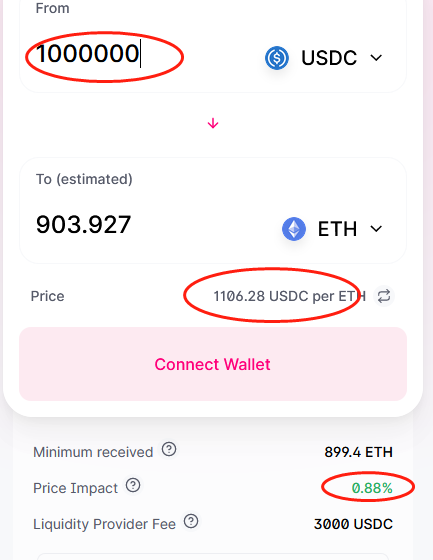 From
1000000
USDC
To (estimated)
903.927
ETH
Price
1106.28 USDC per ETH
Connect Wallet
Minimum received ?
899.4 ETH
Price Impact ?
0.88%
Liquidity Provider Fee ?
3000 USDC